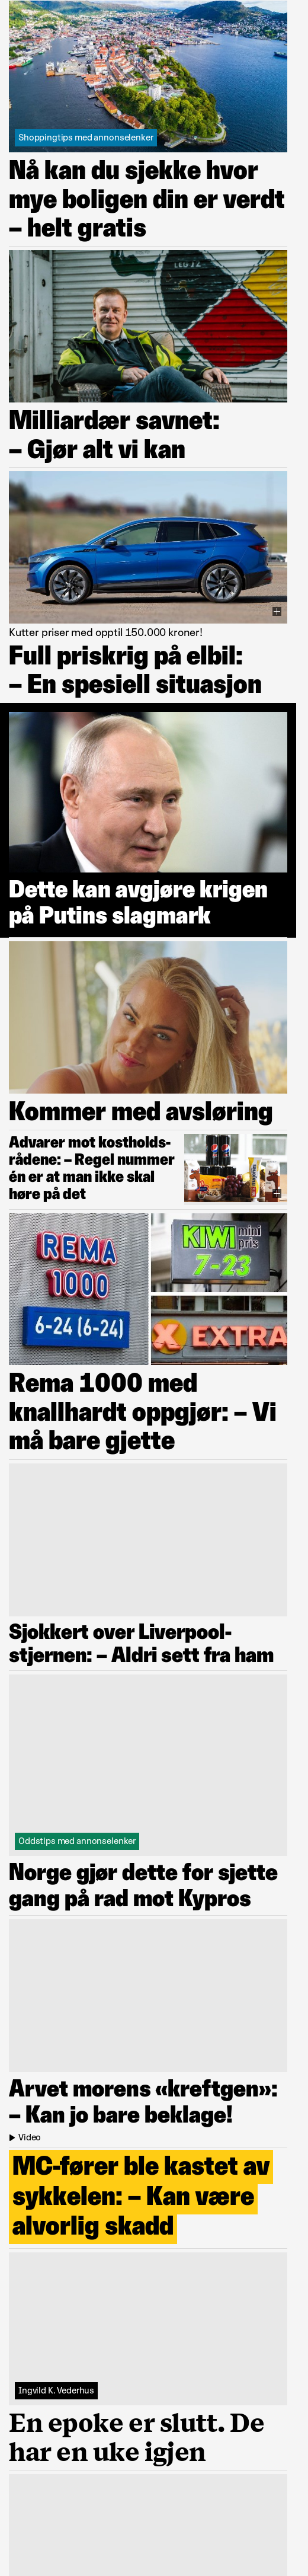 Shoppingtips med annonselenker
Nå kan du sjekke hvor
mye boligen din er verdt
– helt gratis
Milliardær savnet:
– Gjør alt vi kan
Kutter priser med opptil 150.000 kroner!
Full priskrig på elbil:
– En spesiell situasjon
Dette kan avgjøre krigen
på Putins slagmark
Kommer med avsløring
Advarer mot kostholds-
rådene: – Regel nummer
én er at man ikke skal
høre på det
REMA
1000
6-24 (6-24)
KIWI mini
pris
7-23
X EXTRA
Rema 1000 med
knallhardt oppgjør: – Vi
må bare gjette
Sjokkert over Liverpool-
stjernen: – Aldri sett fra ham
Oddstips med annonselenker
Norge gjør dette for sjette
gang på rad mot Kypros
Arvet morens «kreftgen»:
– Kan jo bare beklage!
Video
MC-fører ble kastet av
sykkelen: – Kan være
alvorlig skadd
Ingvild K. Vederhus
En epoke er slutt. De
har en uke igjen